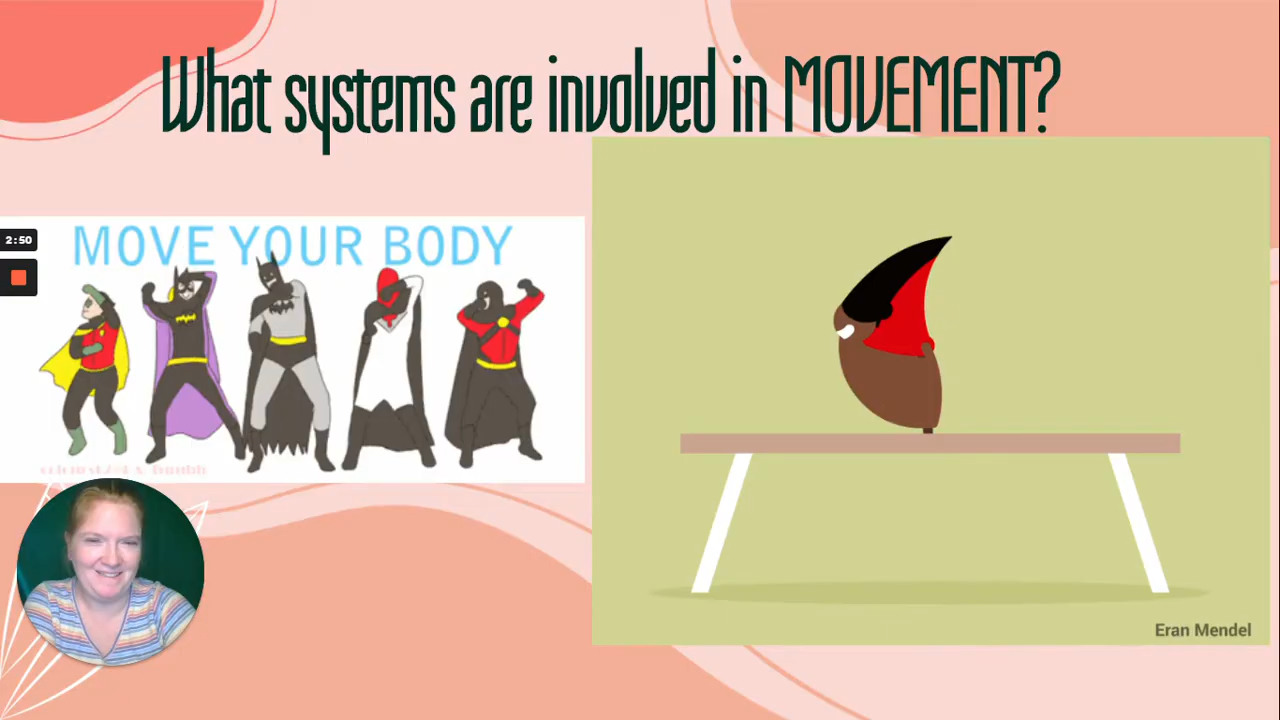 What systems are involved in MOVEMENT?
MOVE YOUR BODY
2:50
Eran Mendel